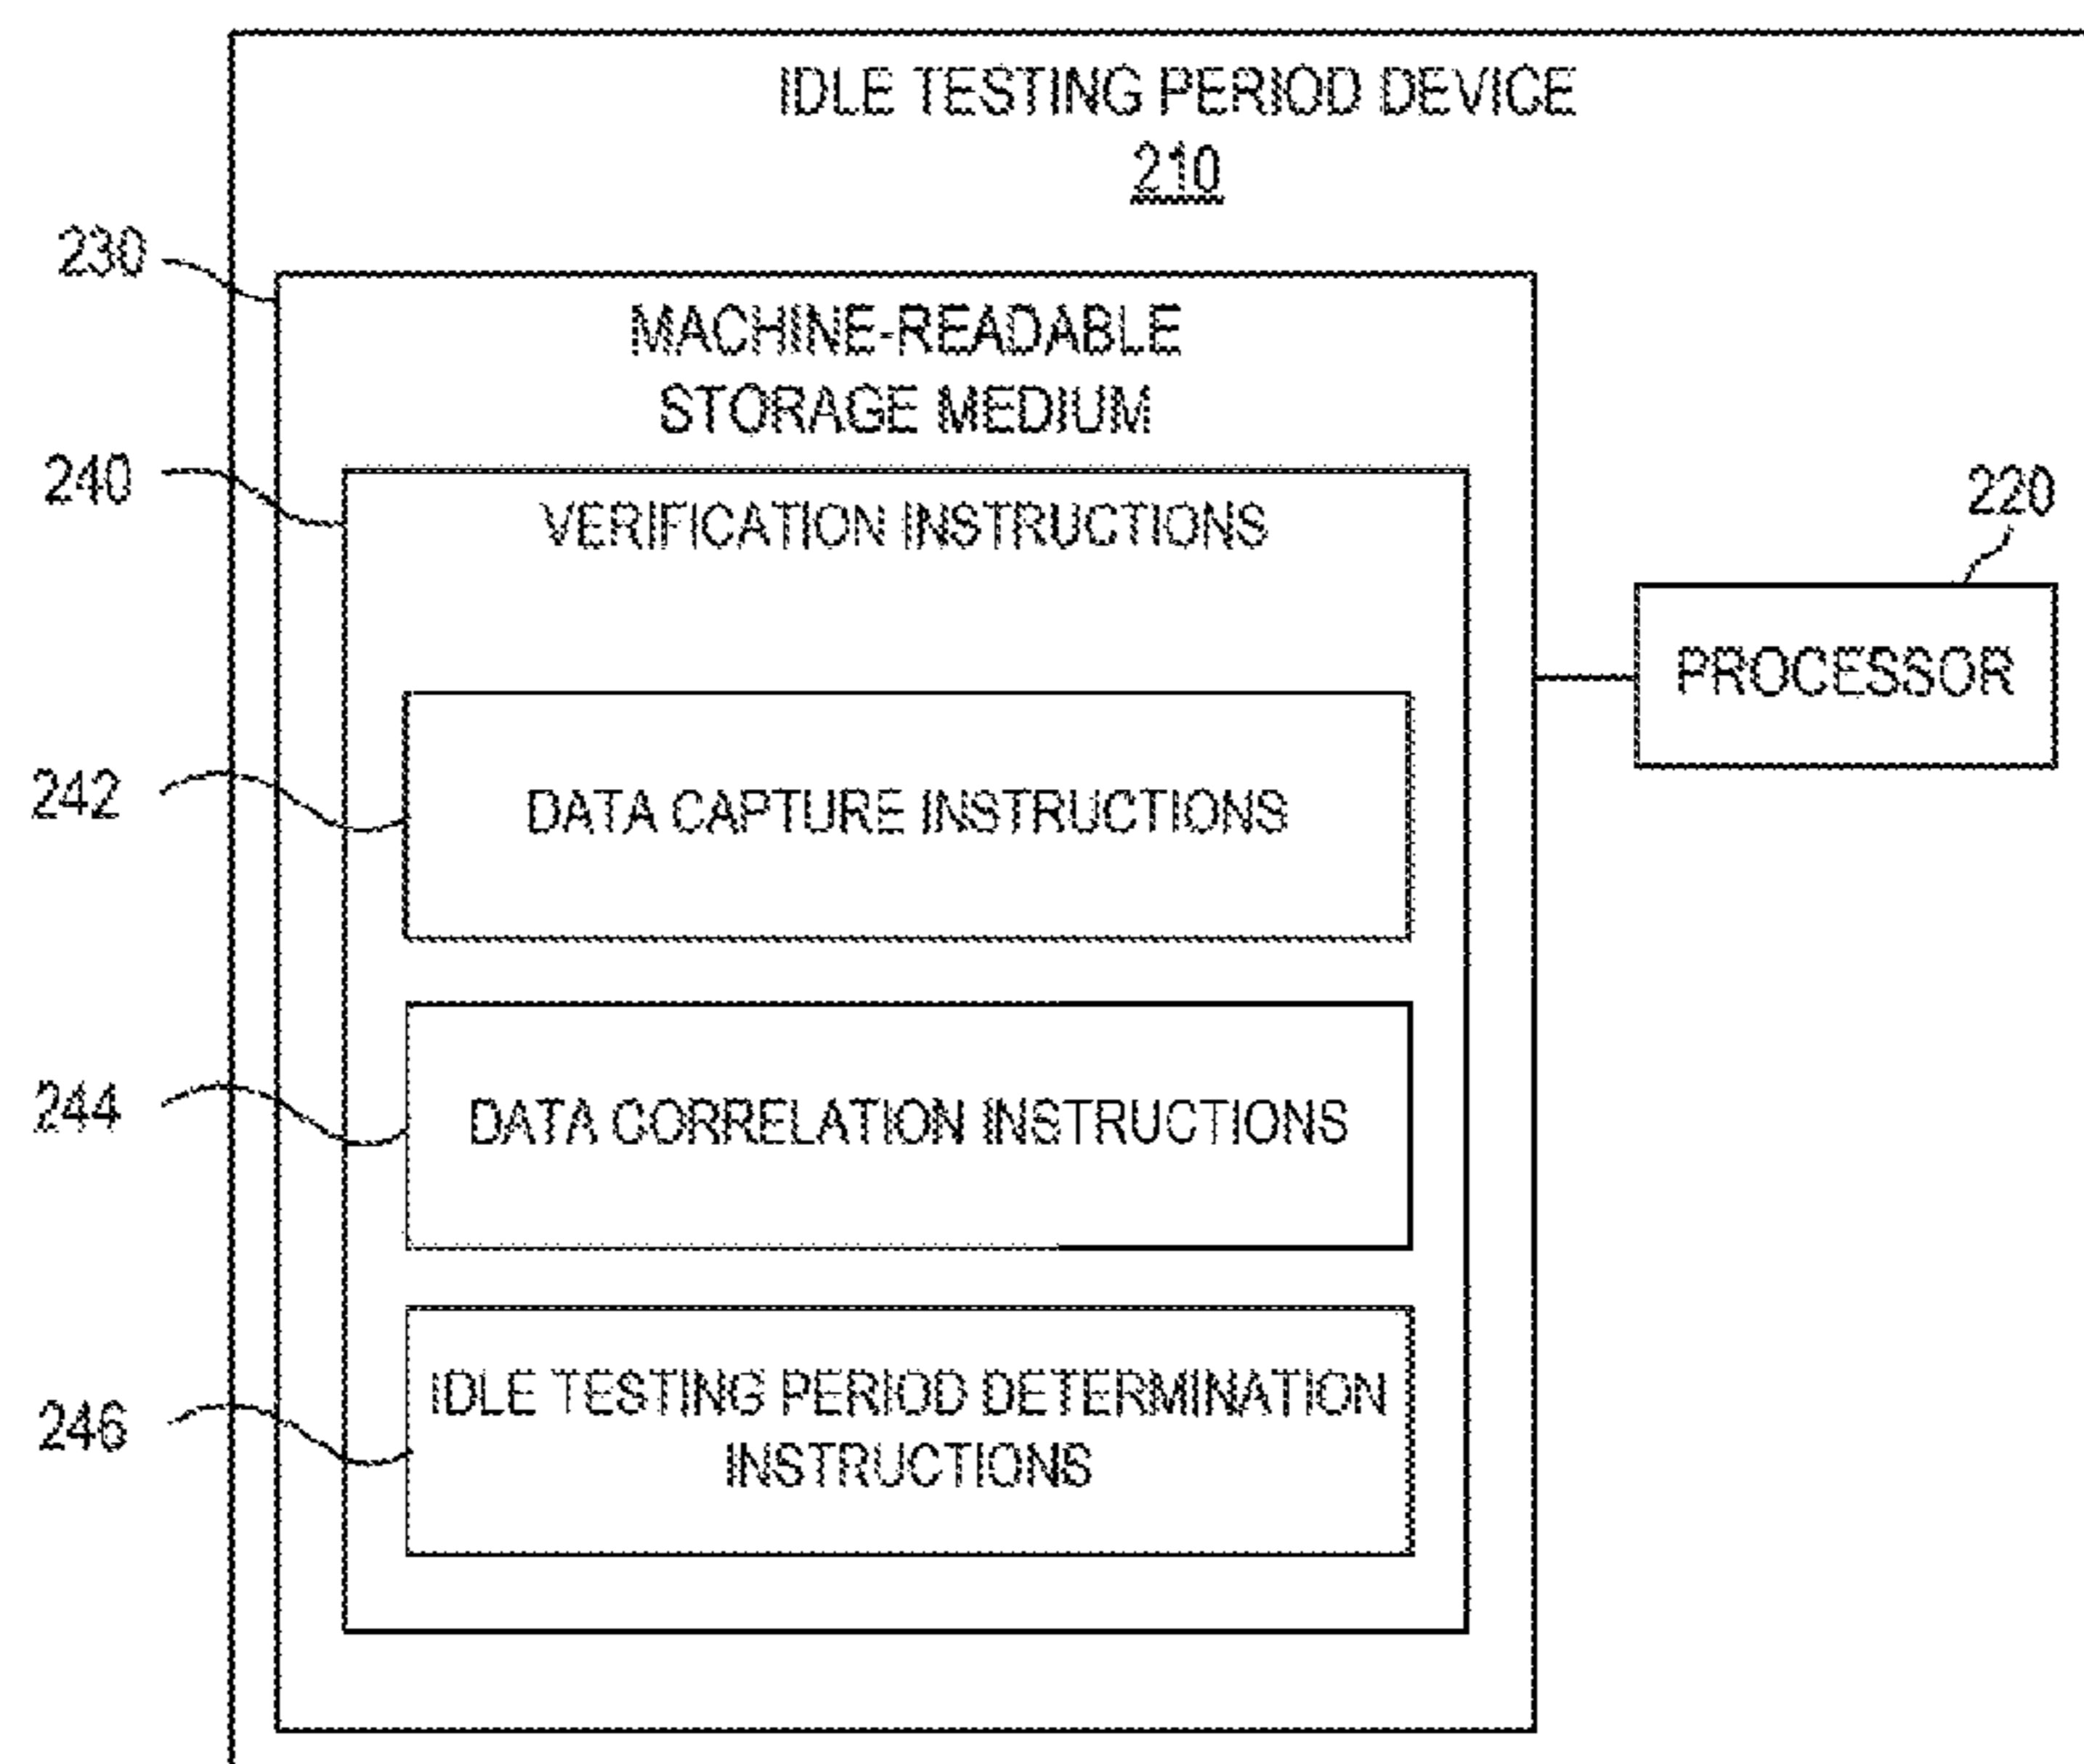 IDLE TESTING PERIOD DEVICE
210
230
MACHINE-READABLE
STORAGE MEDIUM
240
VERIFICATION INSTRUCTIONS
220
PROCESSOR
242
DATA CAPTURE INSTRUCTIONS
244
DATA CORRELATION INSTRUCTIONS
246
IDLE TESTING PERIOD DETERMINATION
INSTRUCTIONS